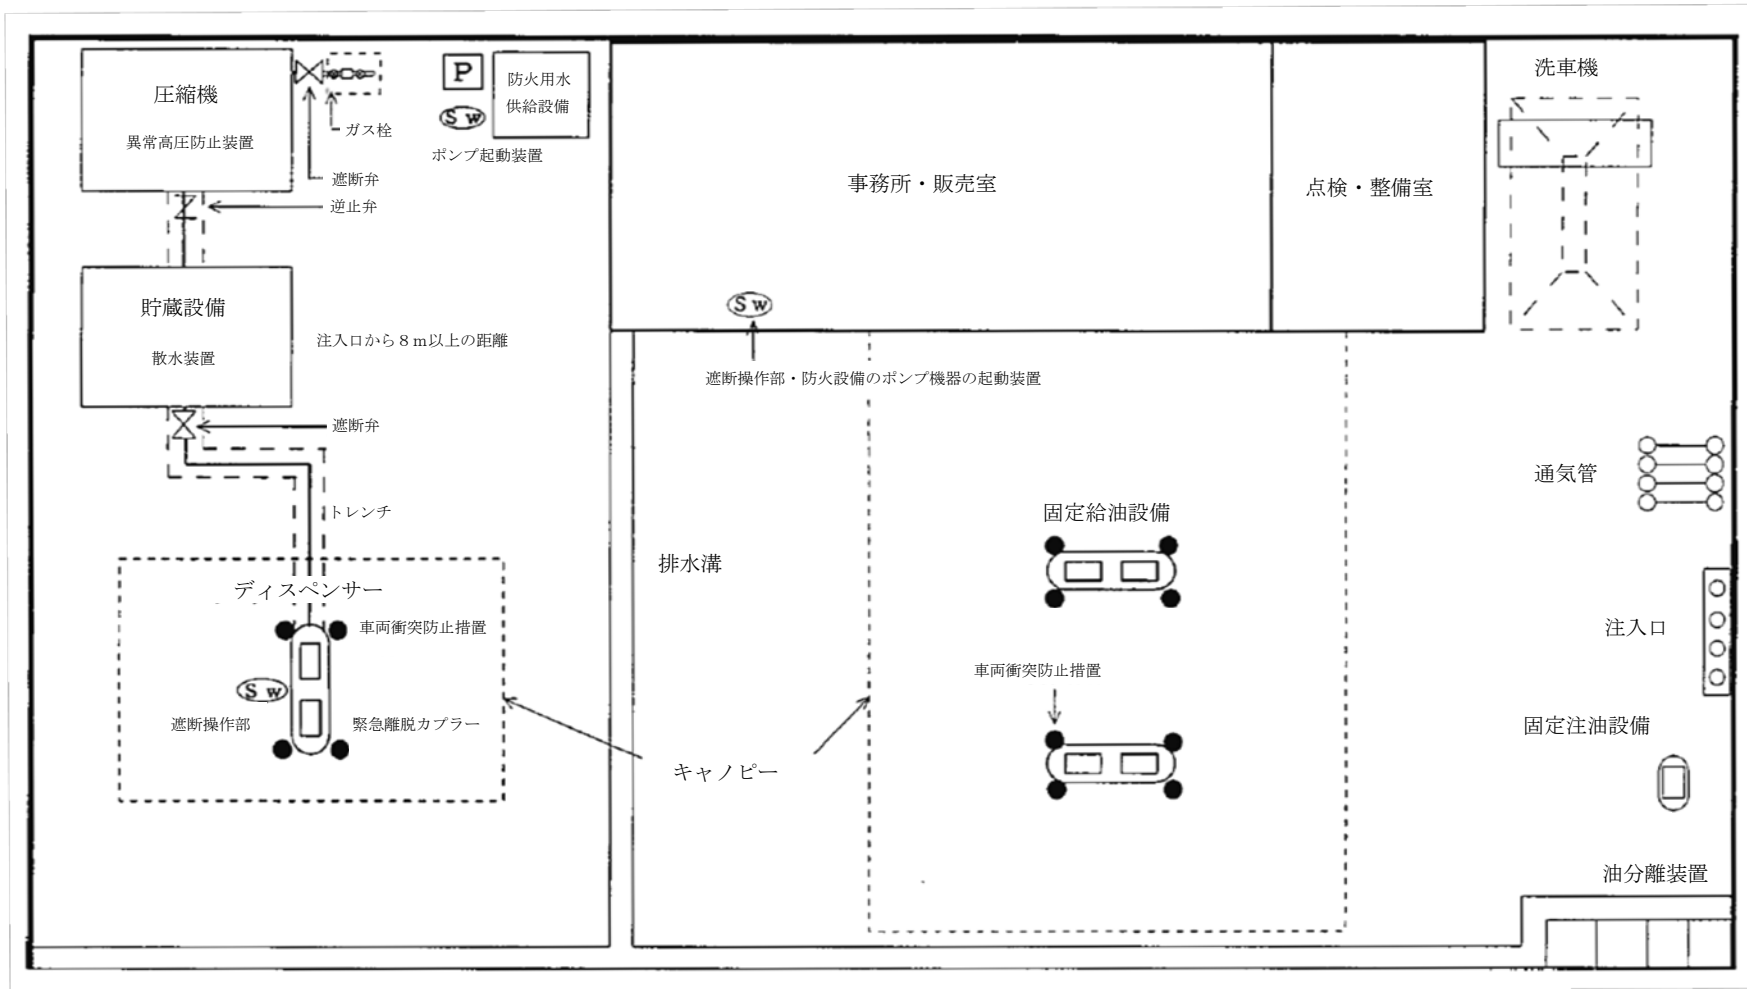 圧縮機
異常高圧防止装置
ガス栓
遮断弁
逆止弁
P
Sw
防火用水
供給設備
ポンプ起動装置
貯蔵設備
散水装置
注入口から8m以上の距離
遮断弁
トレンチ
ディスペンサー
車両衝突防止措置
Sw
遮断操作部
緊急離脱カプラー
事務所・販売室
点検・整備室
洗車機
Sw
遮断操作部・防火設備のポンプ機器の起動装置
排水溝
固定給油設備
車両衝突防止措置
キャノピー
通気管
注入口
固定注油設備
油分離装置